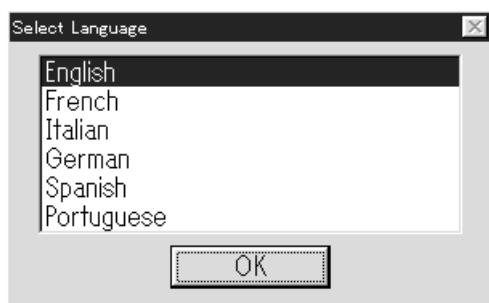 Select Language
English
French
Italian
German
Spanish
Portuguese
OK